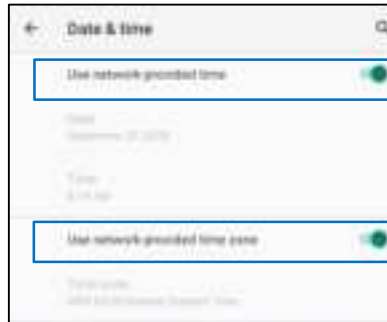 Date & time
Use network-provided time
Date
Time
Use network-provided time zone
Time zone